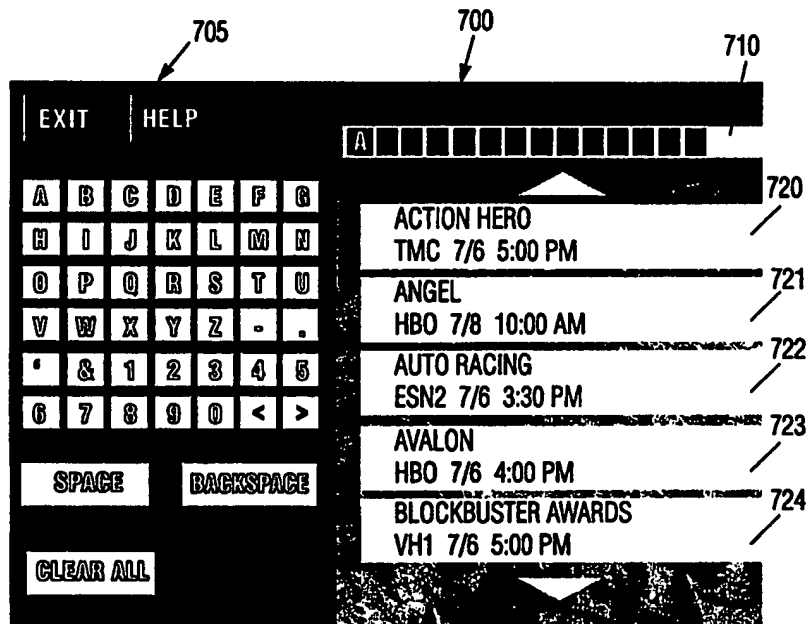 705
700
710
EXIT HELP
A
A B C D E F G
H I J K L M N
O P Q R S T U
V W X Y Z - .
' & 1 2 3 4 5
6 7 8 9 0 < >
SPACE BACKSPACE
CLEAR ALL
720
ACTION HERO
TMC 7/6 5:00 PM
721
ANGEL
HBO 7/8 10:00 AM
722
AUTO RACING
ESN2 7/6 3:30 PM
723
AVALON
HBO 7/6 4:00 PM
724
BLOCKBUSTER AWARDS
VH1 7/6 5:00 PM